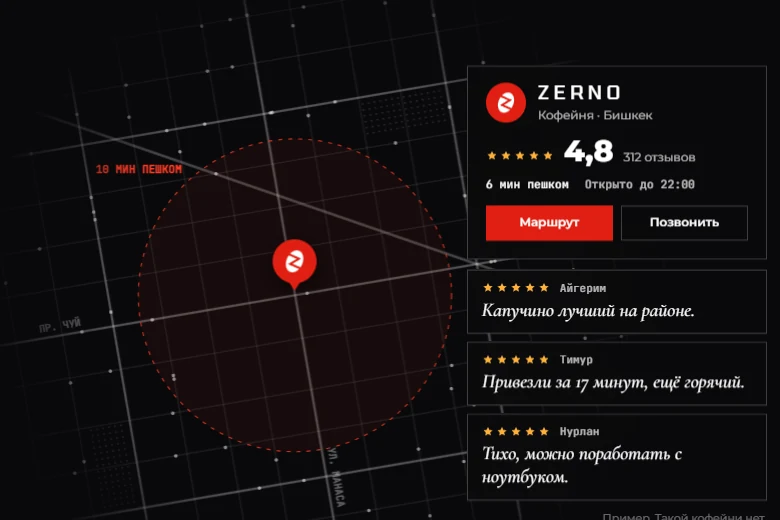 ZERNO
Кофейня · Бишкек
4,8 312 отзывов
6 мин пешком Открыто до 22:00
Маршрут Позвонить
10 МИН ПЕШКОМ
Айгерим
Капучино лучший на районе.
ПР. ЧУЙ
Тимур
Привезли за 17 минут, ещё горячий.
Нурлан
Тихо, можно поработать с
ноутбуком.
УЛ. МАНАСА
Пример. Такой кофейни нет.